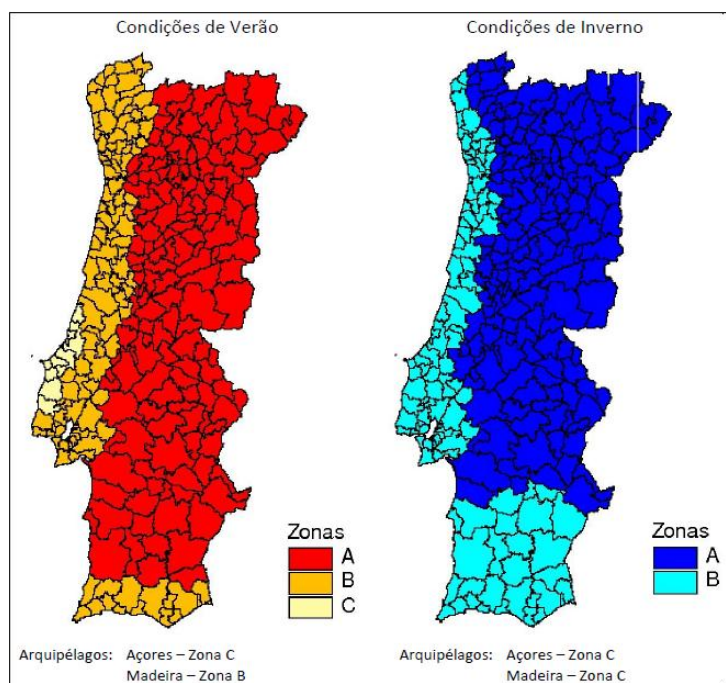 Condições de Verão
Condições de Inverno
Zonas
A
B
C
Zonas
A
B
Arquipélagos: Açores – Zona C
Madeira – Zona B
Arquipélagos: Açores – Zona C
Madeira – Zona C